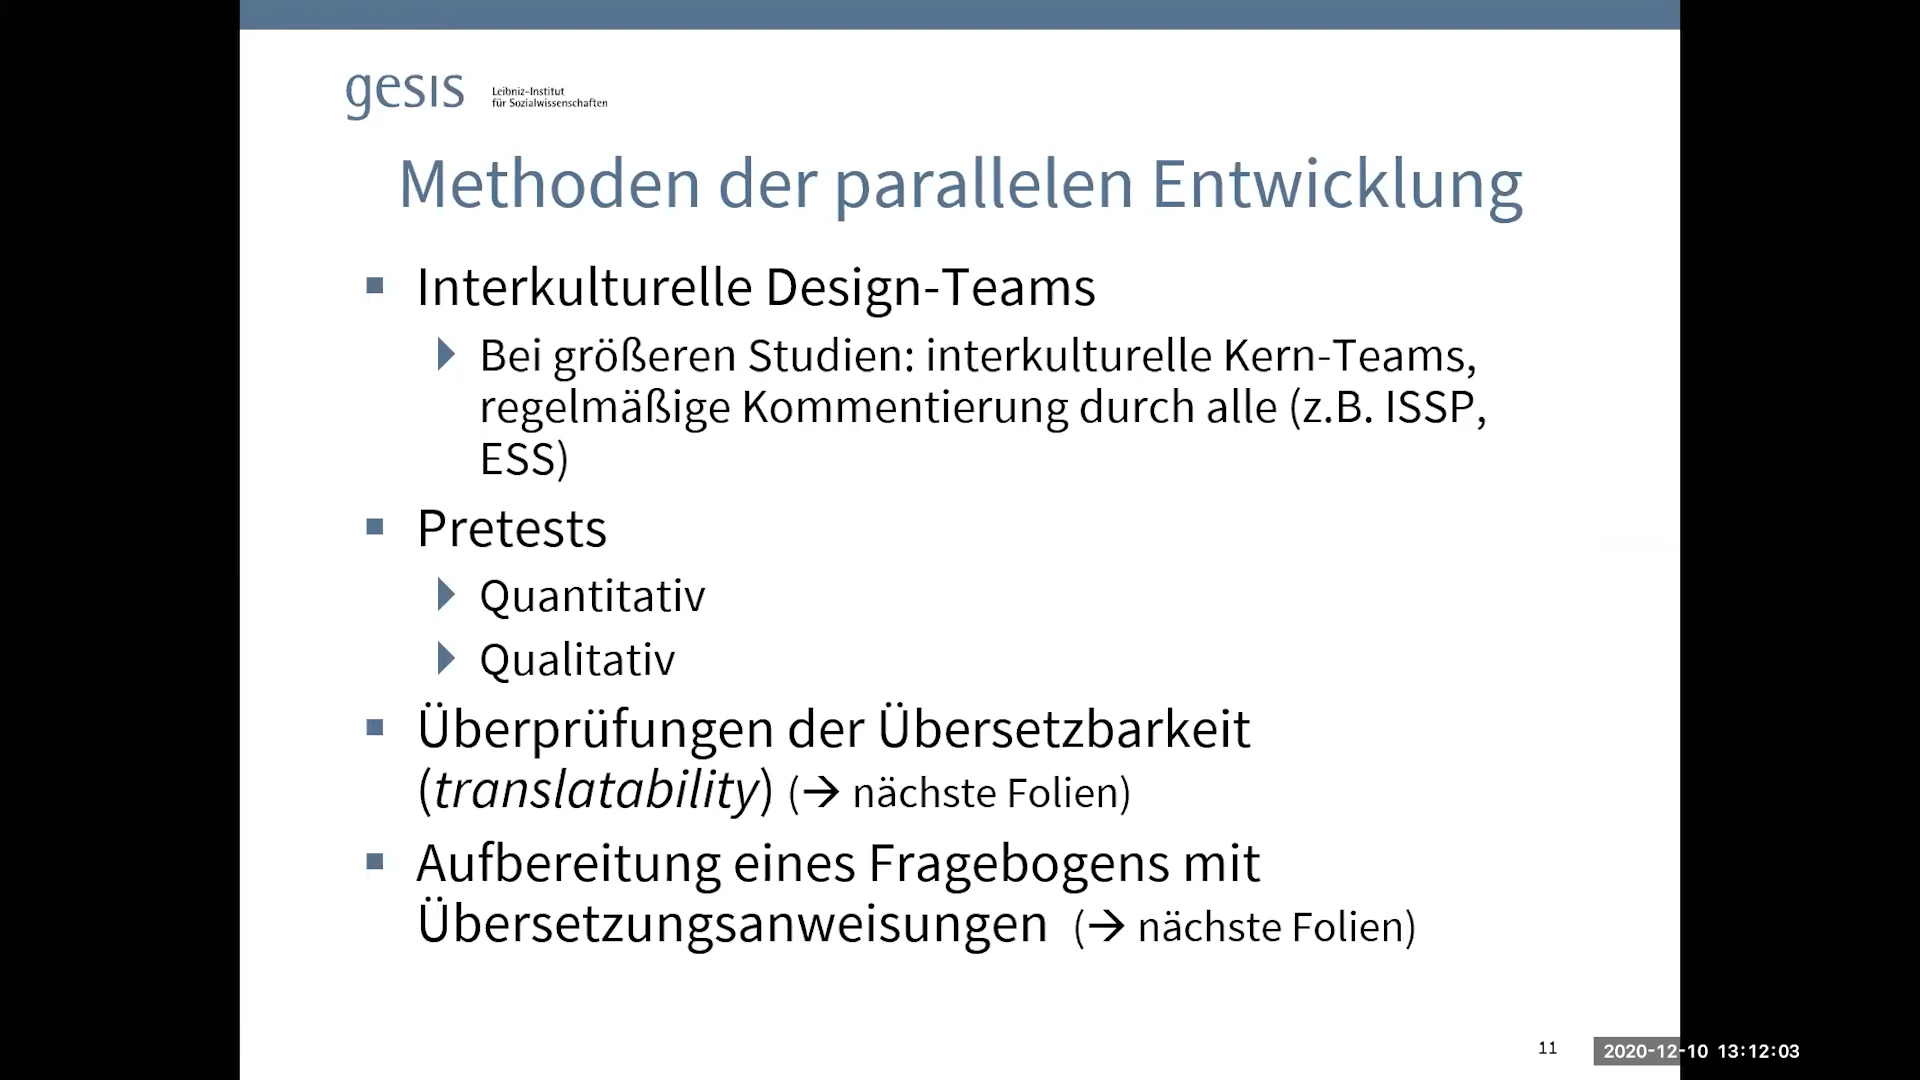 gesis
Leibniz-Institut
für Sozialwissenschaften
Methoden der parallelen Entwicklung
Interkulturelle Design-Teams
Bei größeren Studien: interkulturelle Kern-Teams,
regelmäßige Kommentierung durch alle (z.B. ISSP,
ESS)
Pretests
Quantitativ
Qualitativ
Überprüfungen der Übersetzbarkeit
(translatability) (→ nächste Folien)
Aufbereitung eines Fragebogens mit
Übersetzungsanweisungen (→ nächste Folien)
11
2020-12-10 13:12:03